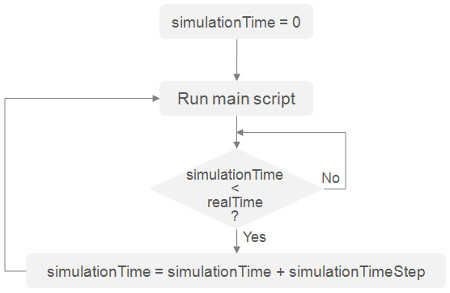 simulationTime = 0
Run main script
simulationTime
<
realTime
?
No
Yes
simulationTime = simulationTime + simulationTimeStep